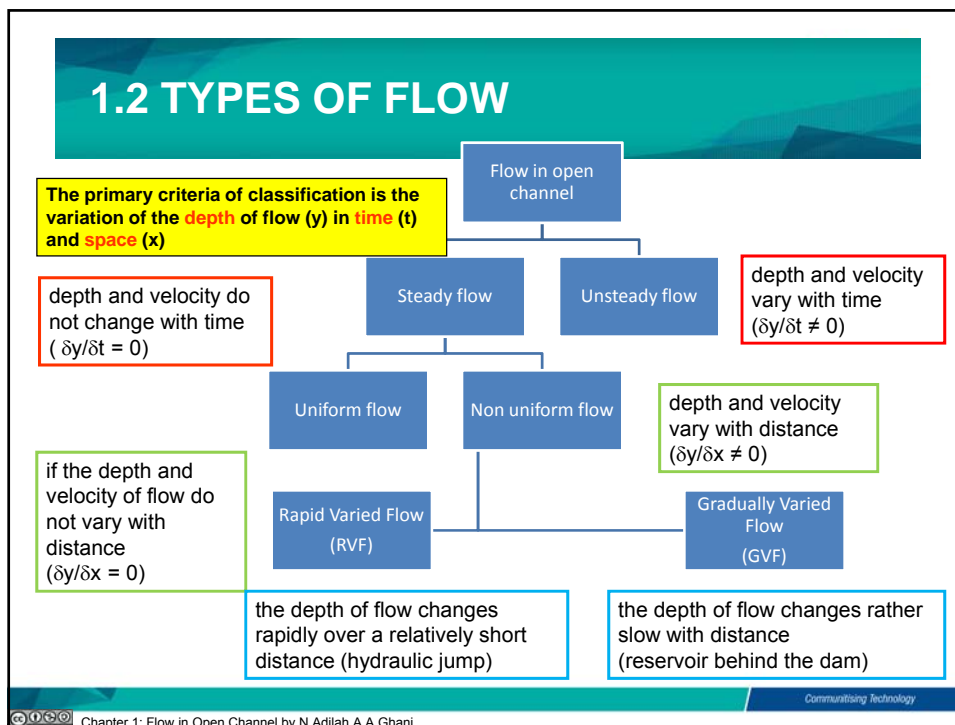 1.2 TYPES OF FLOW
Flow in open
channel
The primary criteria of classification is the
variation of the depth of flow (y) in time (t)
and space (x)
depth and velocity do
not change with time
( δy/δt = 0)
Steady flow
Unsteady flow
depth and velocity
vary with time
(δy/δt ≠ 0)
Uniform flow
Non uniform flow
depth and velocity
vary with distance
(δy/δx ≠ 0)
if the depth and
velocity of flow do
not vary with
distance
(δy/δx = 0)
Rapid Varied Flow
(RVF)
Gradually Varied
Flow
(GVF)
the depth of flow changes
rapidly over a relatively short
distance (hydraulic jump)
the depth of flow changes rather
slow with distance
(reservoir behind the dam)
Communitising Technology
Chapter 1: Flow in Open Channel by N Adilah A A Ghani